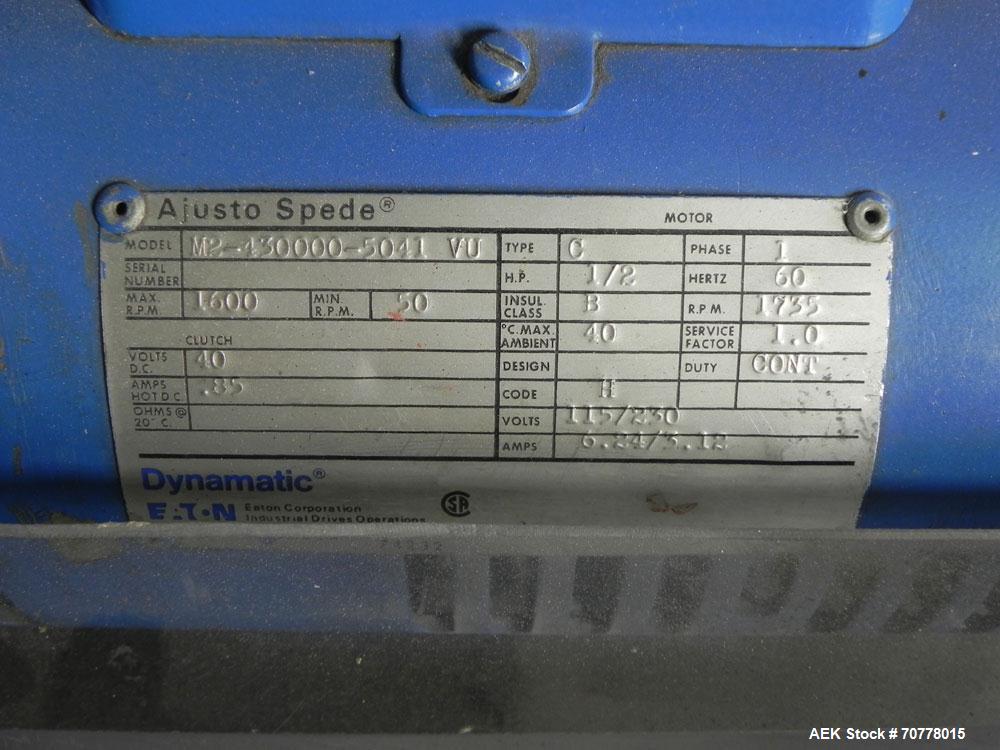 Ajusto Spede®
MOTOR
MODEL M2-430000-5041 VU TYPE C PHASE 1
SERIAL NUMBER H.P. 1/2 HERTZ 60
MAX. R.P.M. 1600 MIN. R.P.M. 50 INSUL. CLASS B R.P.M. 1735
CLUTCH °C.MAX. AMBIENT 40 SERVICE FACTOR 1.0
VOLTS D.C. 40 DESIGN DUTY CONT
AMPS HOT D.C. .85 CODE H
OHMS@ 20° C. VOLTS 115/230
AMPS 6.24/3.12
Dynamatic®
EATON Eaton Corporation
Industrial Drives Operations
AEK Stock # 70778015